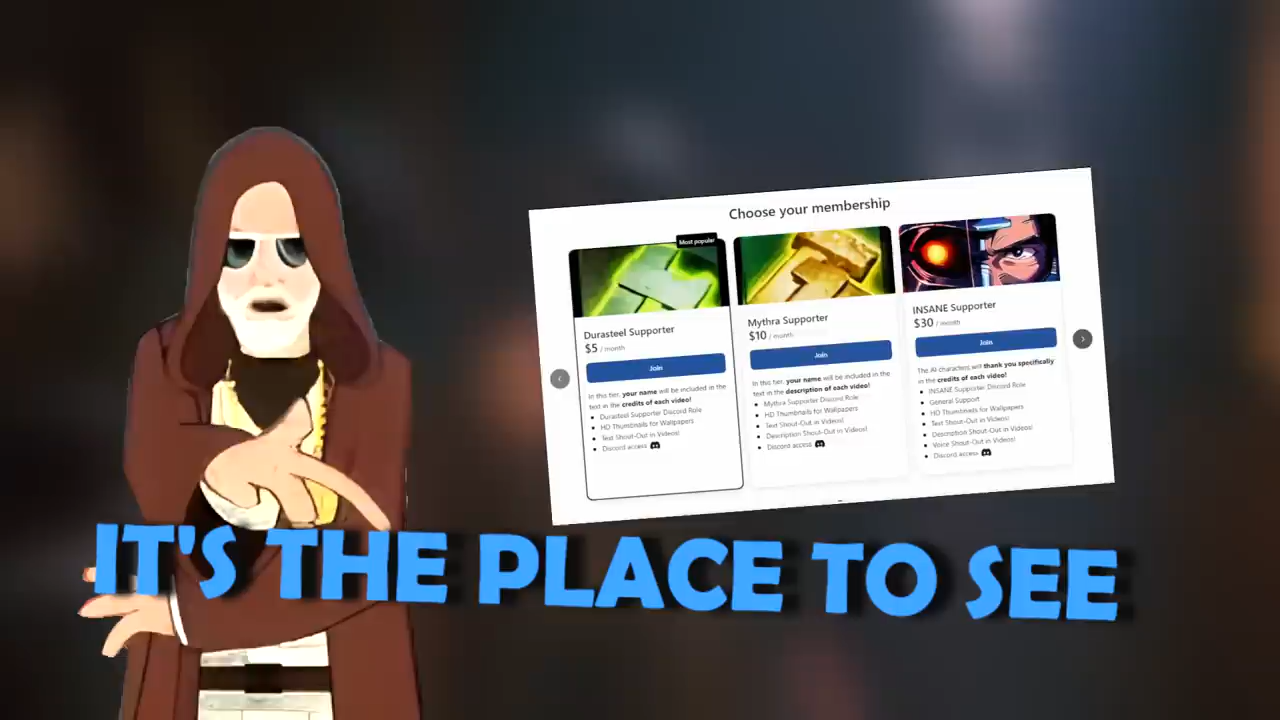 Choose your membership
Most popular
Durasteel Supporter
$5 / month
Join
In this tier, your name will be included in the
text in the credits of each video!
Durasteel Supporter Discord Role
HD Thumbnails for Wallpapers
Text Shout-Out in Videos!
Discord access
Mythra Supporter
$10 / month
Join
In this tier, your name will be included in the
text in the description of each video!
Mythra Supporter Discord Role
HD Thumbnails for Wallpapers
Text Shout-Out in Videos!
Description Shout-Out in Videos!
Discord access
INSANE Supporter
$30 / month
Join
The AI characters will thank you specifically
in the credits of each video!
INSANE Supporter Discord Role
General Support
HD Thumbnails for Wallpapers
Text Shout-Out in Videos!
Description Shout-Out in Videos!
Voice Shout-Out in Videos!
Discord access
IT'S THE PLACE TO SEE